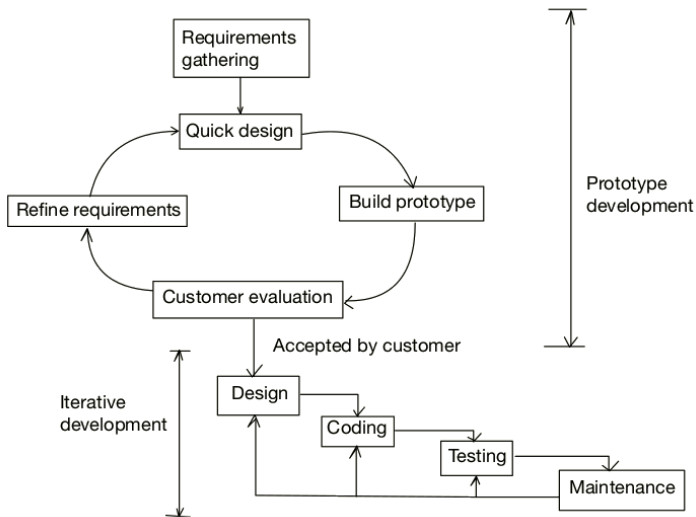 Requirements
gathering
Quick design
Build prototype
Refine requirements
Prototype
development
Customer evaluation
Accepted by customer
Iterative
development
Design
Coding
Testing
Maintenance